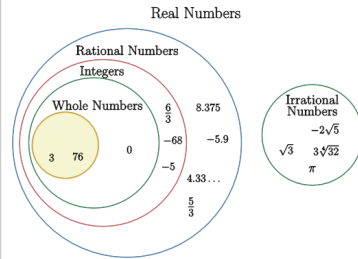 Real Numbers
Rational Numbers
Integers
Whole Numbers
6/3
8.375
3
76
0
−68
−5.9
−5
4.33...
5/3
Irrational
Numbers
−2√5
√3
3∜32
π